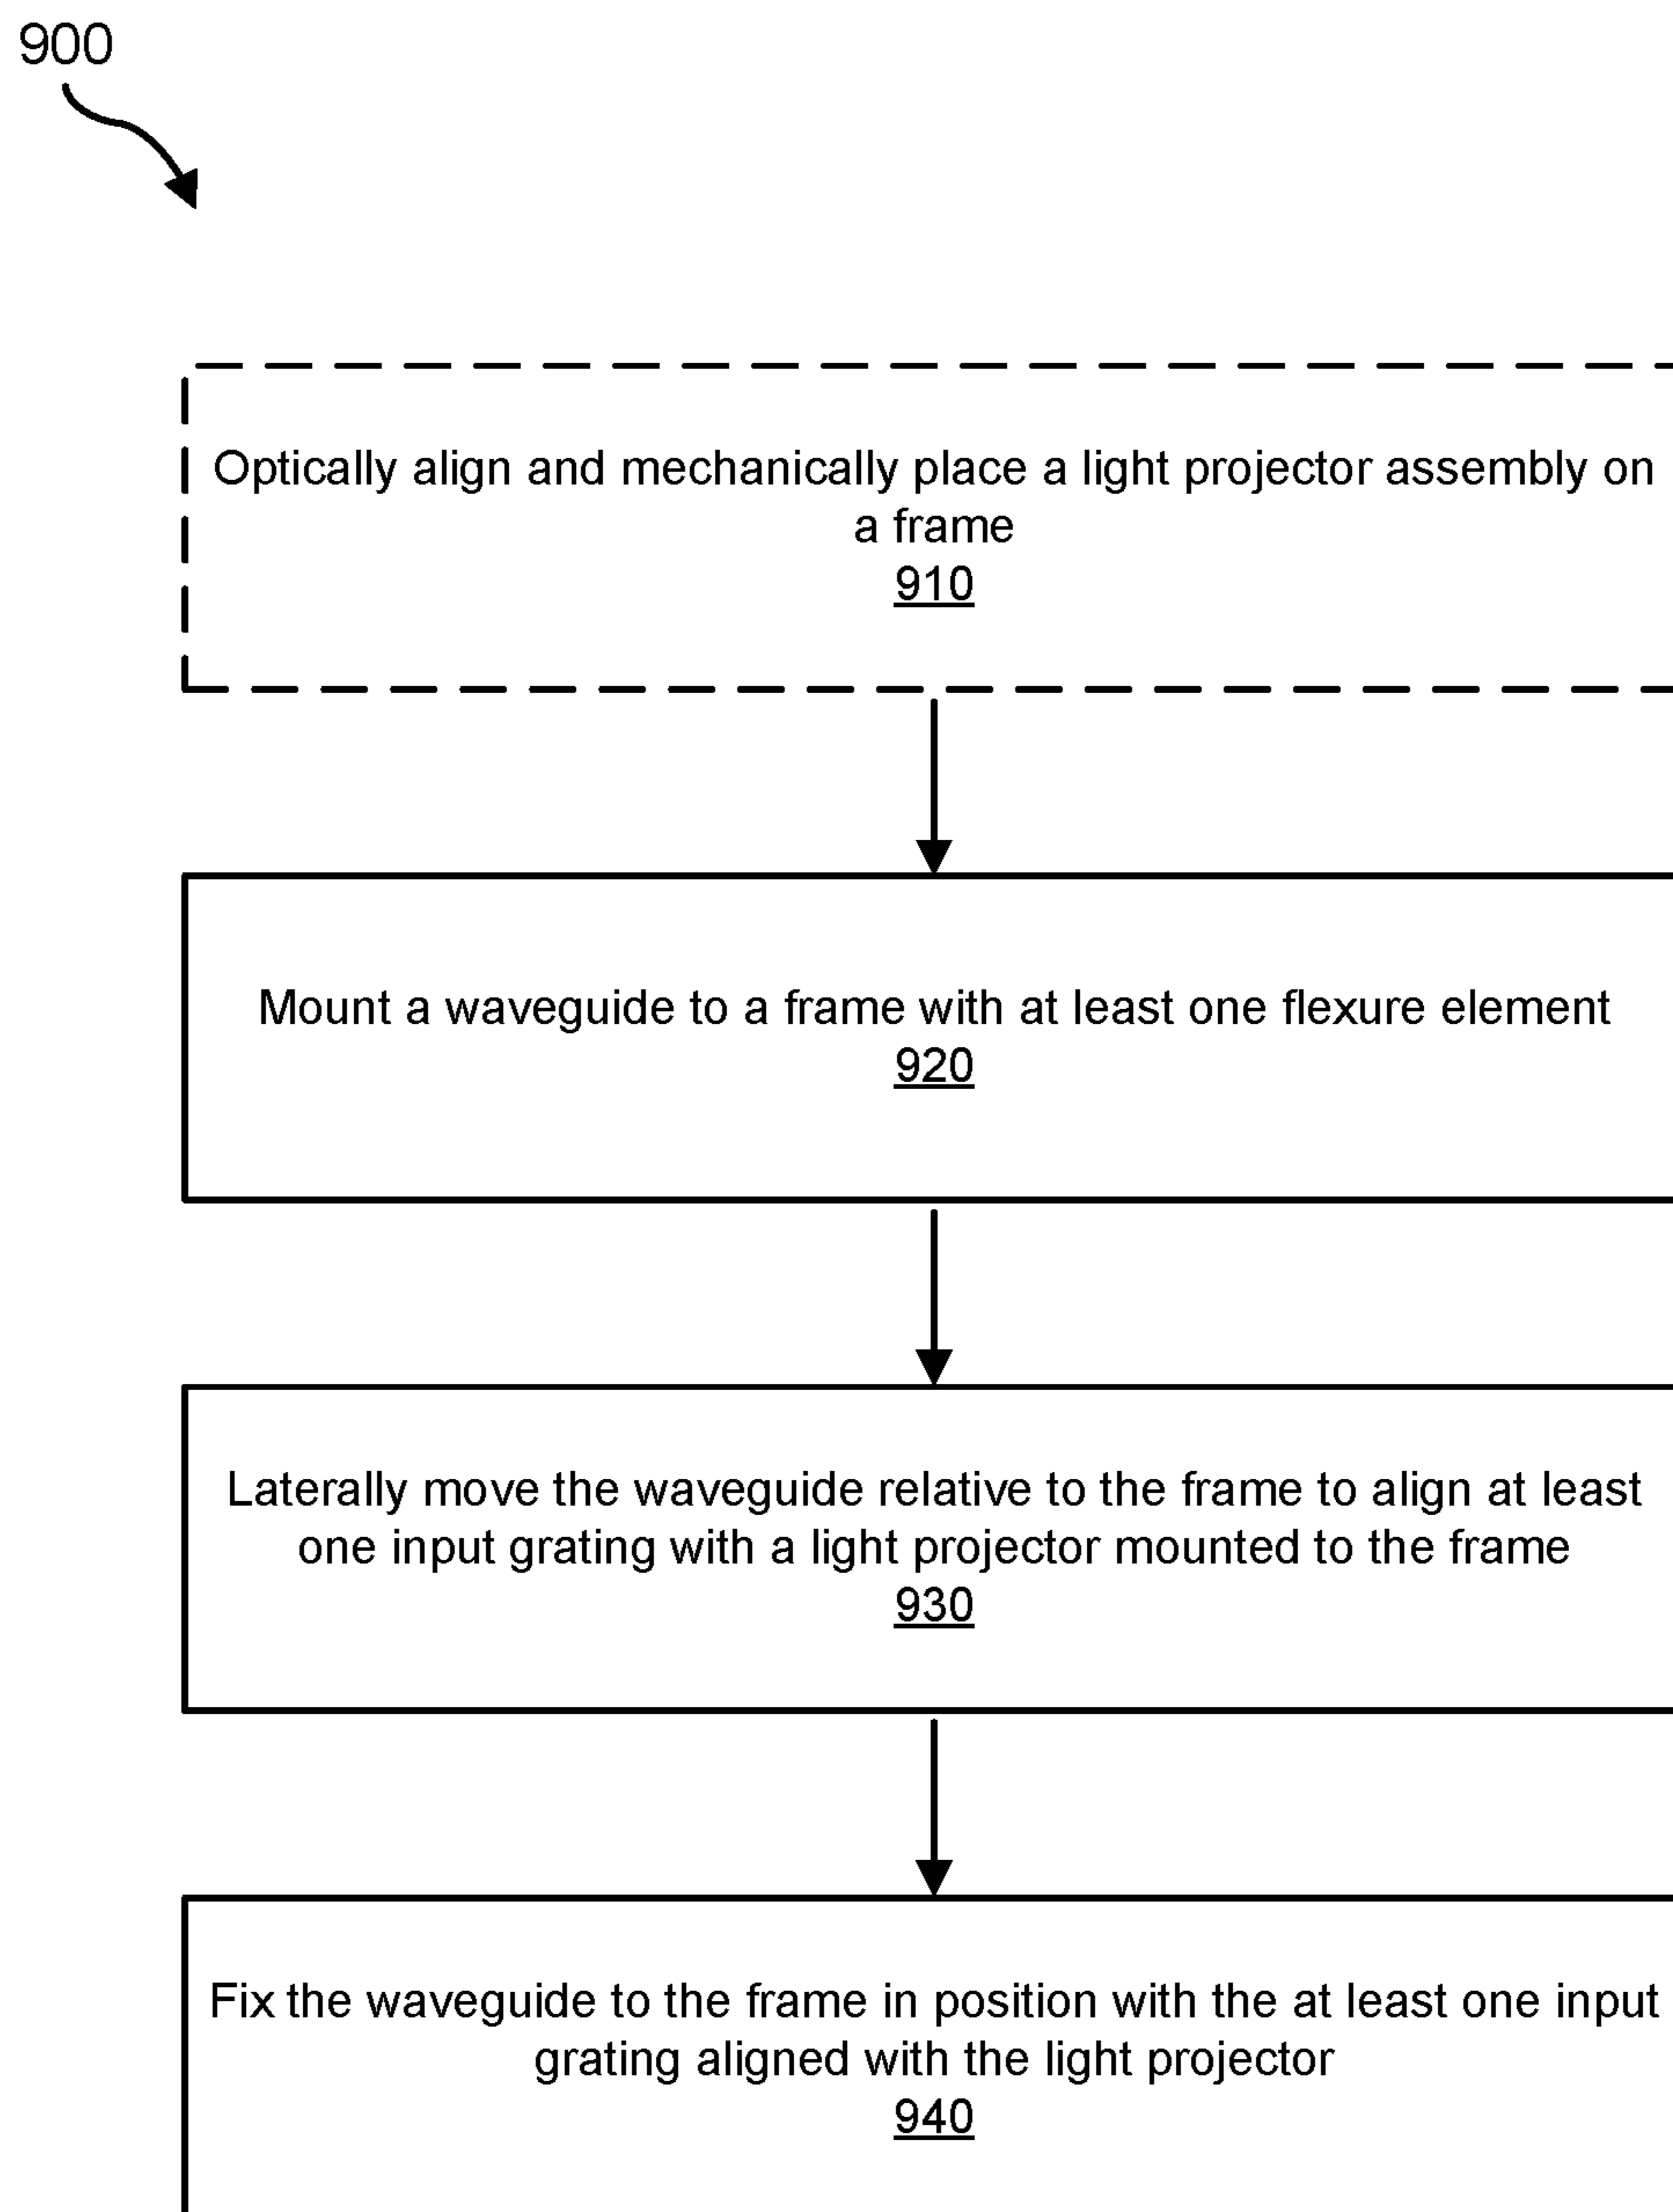 900
Optically align and mechanically place a light projector assembly on
a frame
910
Mount a waveguide to a frame with at least one flexure element
920
Laterally move the waveguide relative to the frame to align at least
one input grating with a light projector mounted to the frame
930
Fix the waveguide to the frame in position with the at least one input
grating aligned with the light projector
940